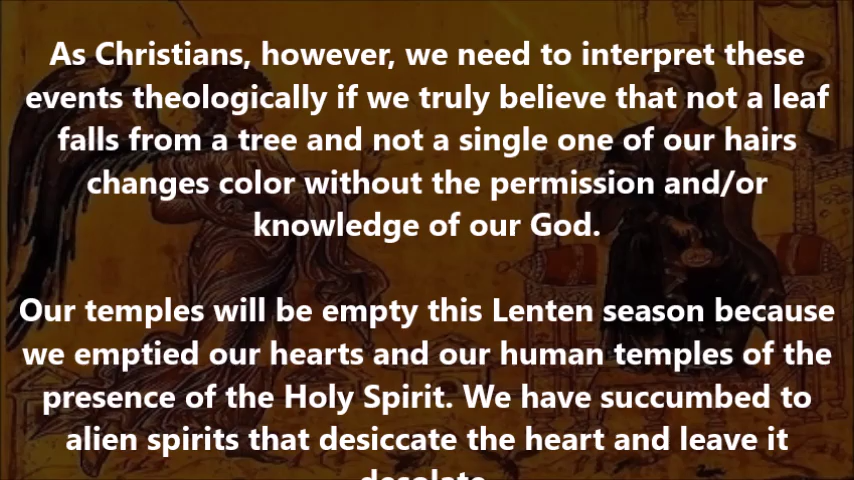 As Christians, however, we need to interpret these
events theologically if we truly believe that not a leaf
falls from a tree and not a single one of our hairs
changes color without the permission and/or
knowledge of our God.
Our temples will be empty this Lenten season because
we emptied our hearts and our human temples of the
presence of the Holy Spirit. We have succumbed to
alien spirits that desiccate the heart and leave it
desolate